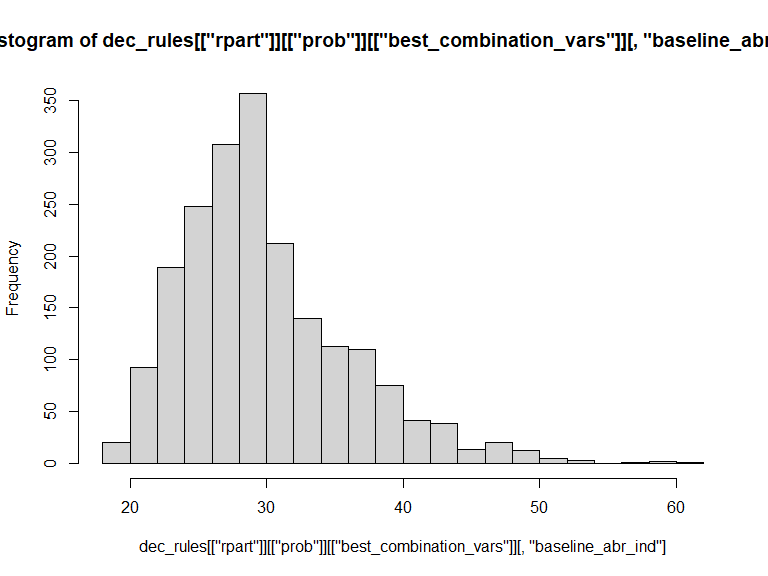 stogram of dec_rules[["rpart"]][["prob"]][["best_combination_vars"]][, "baseline_abr
350
300
250
200
150
100
50
0
Frequency
20 30 40 50 60
dec_rules[["rpart"]][["prob"]][["best_combination_vars"]][, "baseline_abr_ind"]